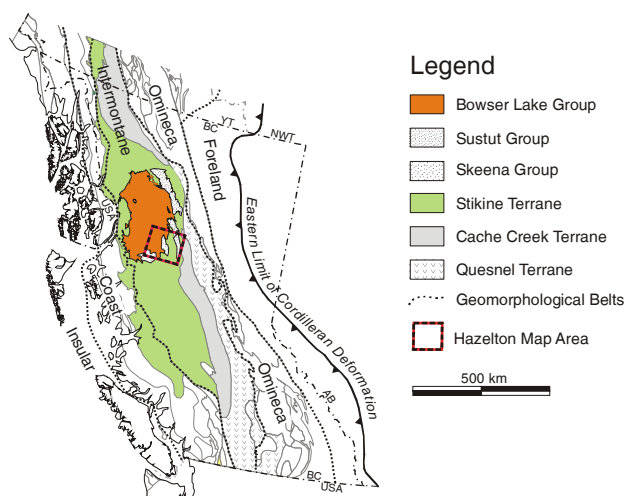 Intermontane
Omineca
YT
BC
NWT
Foreland
USA
Eastern Limit of Cordilleran Deformation
Coast
Insular
Omineca
AB
BC
USA
Legend
Bowser Lake Group
Sustut Group
Skeena Group
Stikine Terrane
Cache Creek Terrane
Quesnel Terrane
Geomorphological Belts
Hazelton Map Area
500 km